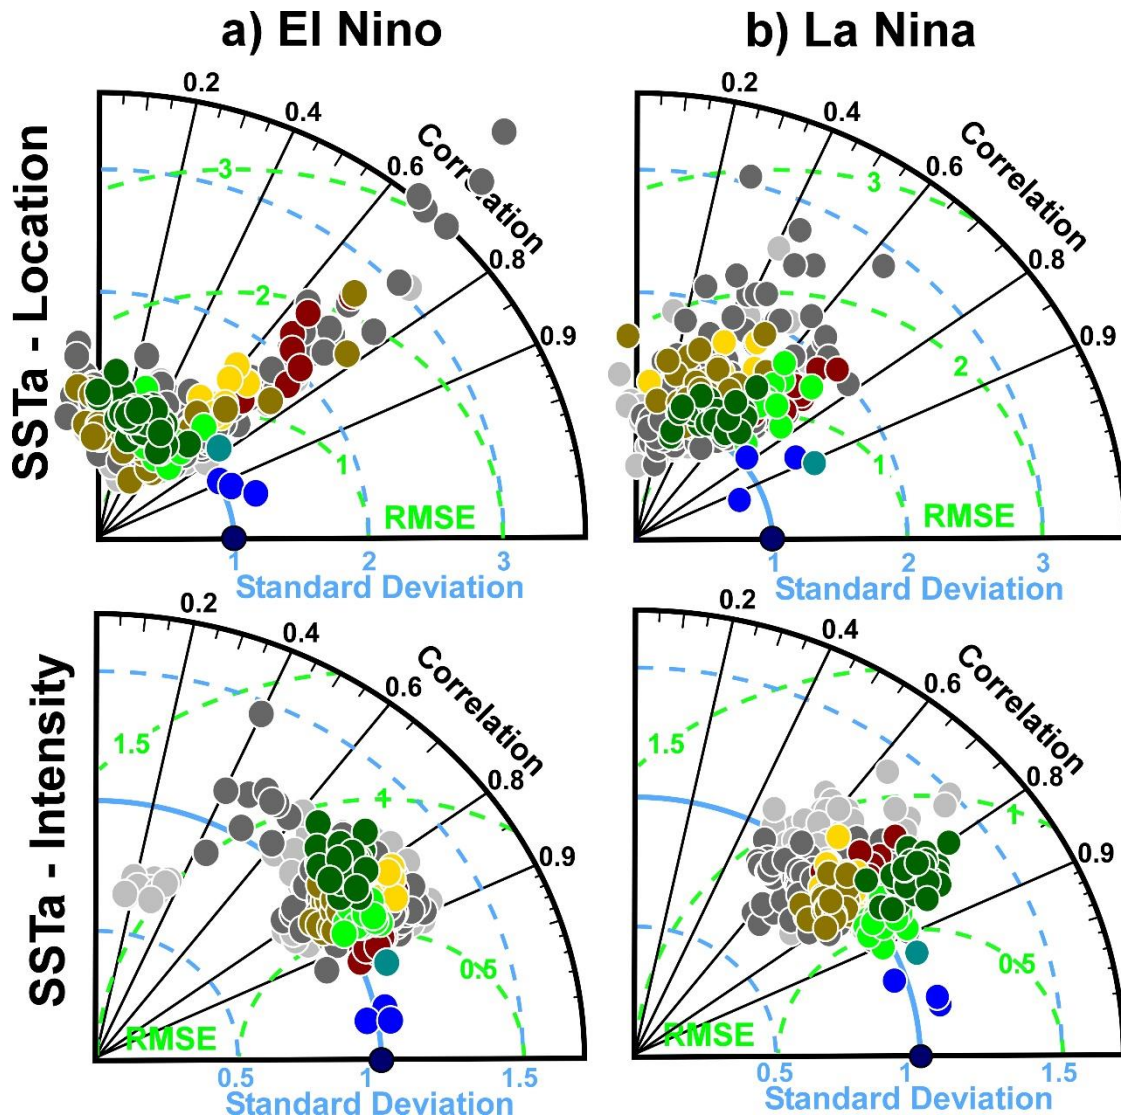 a) El Nino
b) La Nina
SSTa - Location
0.2
0.4
0.6
Correlation
0.8
0.9
3
2
1
RMSE
1
2
3
Standard Deviation
0.2
0.4
0.6
Correlation
0.8
0.9
3
2
1
RMSE
1
2
3
Standard Deviation
SSTa - Intensity
0.2
0.4
0.6
Correlation
0.8
0.9
1.5
1
0.5
RMSE
0.5
1
1.5
Standard Deviation
0.2
0.4
0.6
Correlation
0.8
0.9
1.5
1
0.5
RMSE
0.5
1
1.5
Standard Deviation